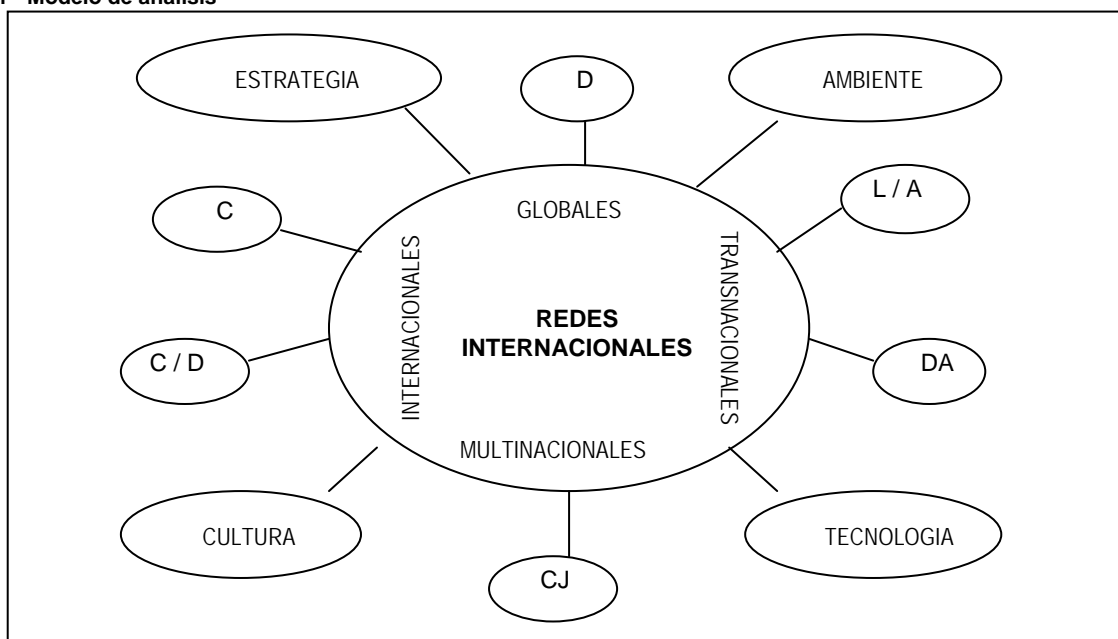 Modelo de análisis
ESTRATEGIA
D
AMBIENTE
C
L / A
GLOBALES
INTERNACIONALES
TRANSNACIONALES
REDES
INTERNACIONALES
C / D
DA
MULTINACIONALES
CULTURA
TECNOLOGIA
CJ